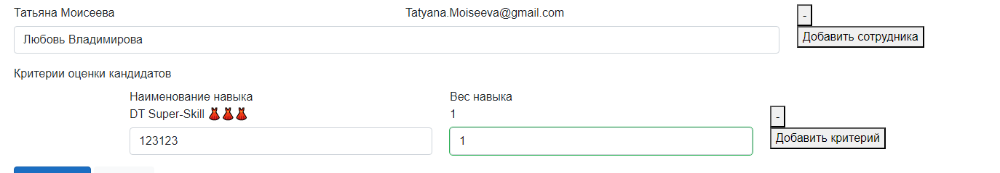 Татьяна Моисеева Tatyana.Moiseeva@gmail.com -
Любовь Владимирова Добавить сотрудника
Критерии оценки кандидатов
Наименование навыка Вес навыка
DT Super-Skill 💃💃💃 1 -
123123 1 Добавить критерий